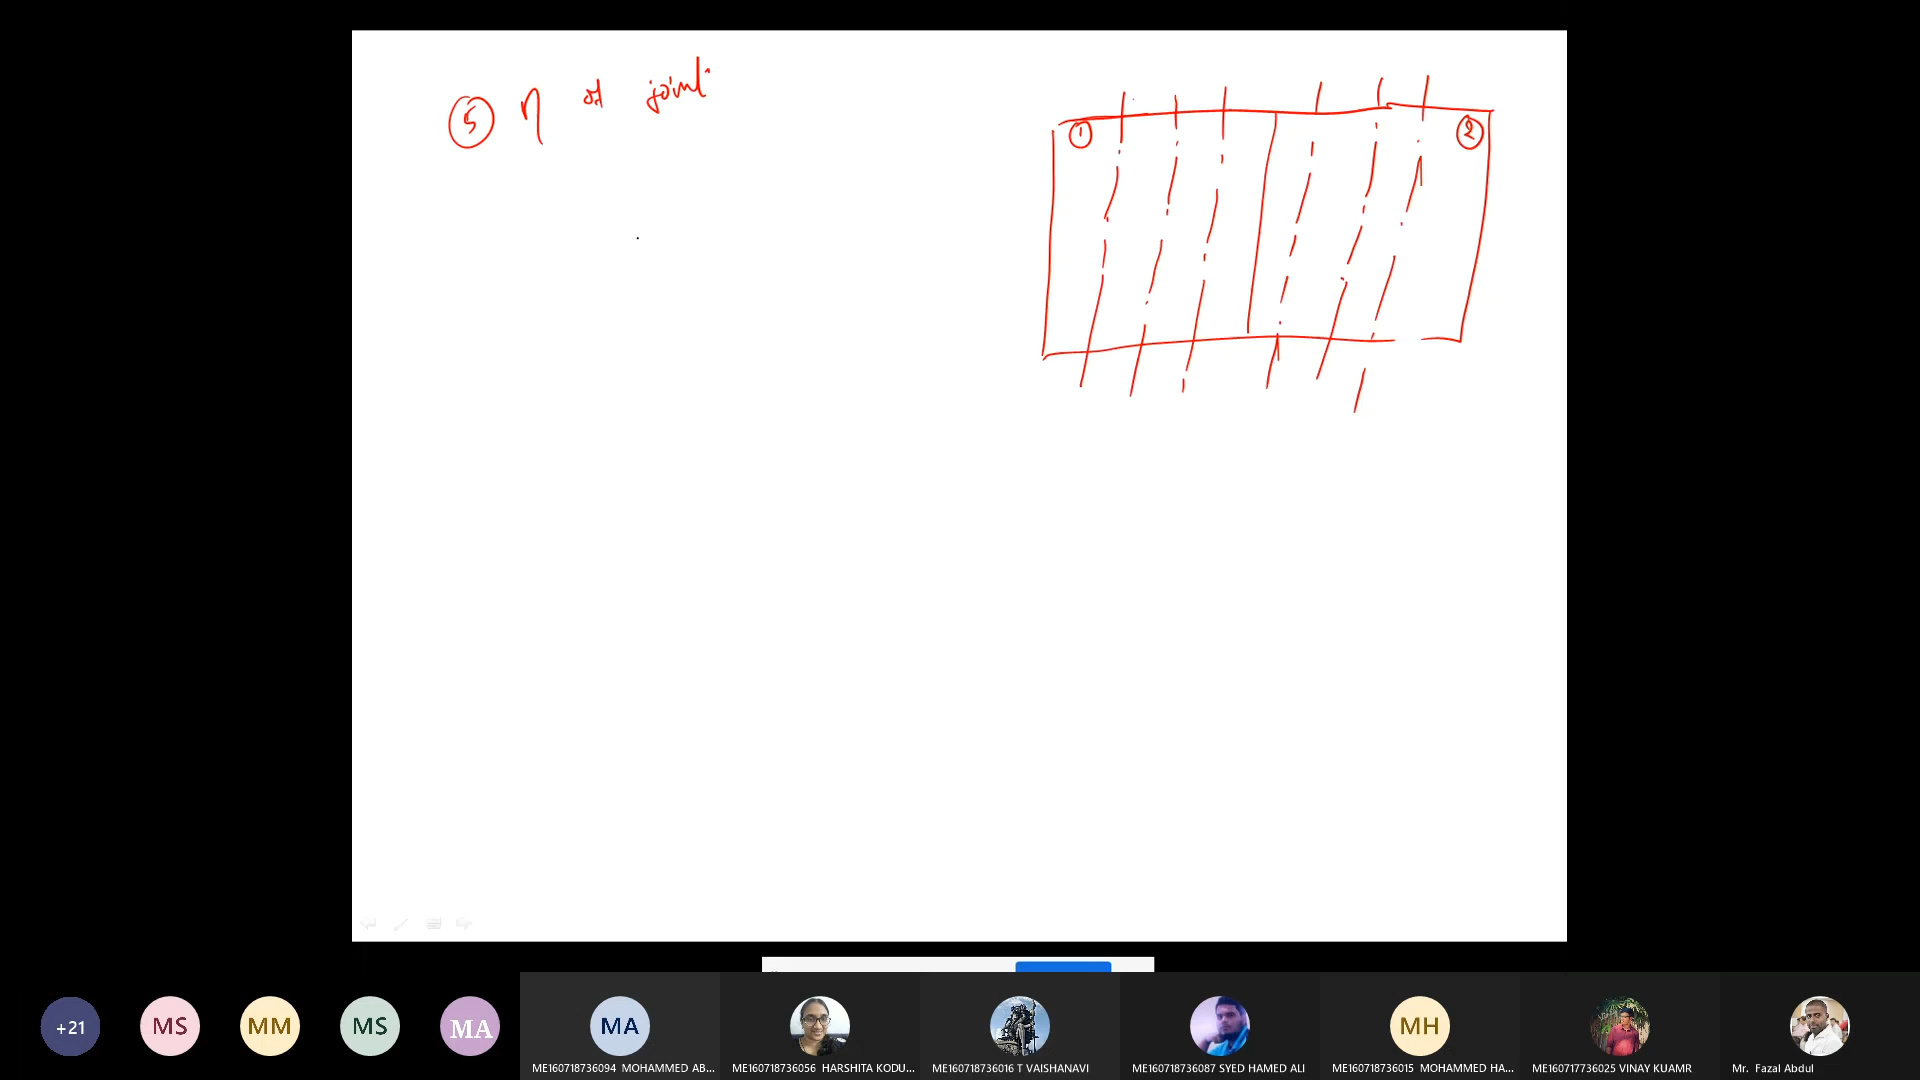 5 η of joint
1 2
+21 MS MM MS MA MA MH
ME160718736094 MOHAMMED AB... ME160718736056 HARSHITA KODU... ME160718736016 T VAISHANAVI ME160718736087 SYED HAMED ALI ME160718736015 MOHAMMED HA... ME160717736025 VINAY KUAMR Mr. Fazal Abdul